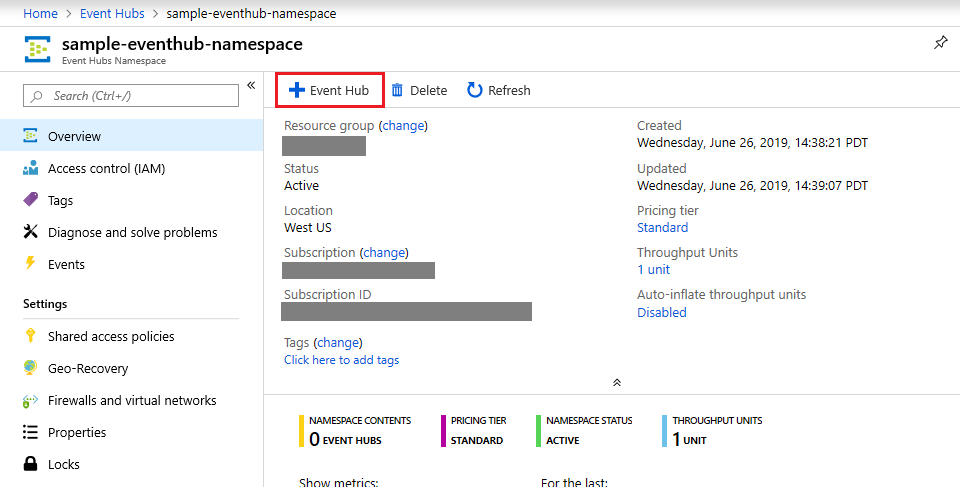 Home > Event Hubs > sample-eventhub-namespace
sample-eventhub-namespace
Event Hubs Namespace
Search (Ctrl+/)
Overview
Access control (IAM)
Tags
Diagnose and solve problems
Events
Settings
Shared access policies
Geo-Recovery
Firewalls and virtual networks
Properties
Locks
Event Hub Delete Refresh
Resource group (change)
Status
Active
Location
West US
Subscription (change)
Subscription ID
Tags (change)
Click here to add tags
Created
Wednesday, June 26, 2019, 14:38:21 PDT
Updated
Wednesday, June 26, 2019, 14:39:07 PDT
Pricing tier
Standard
Throughput Units
1 unit
Auto-inflate throughput units
Disabled
NAMESPACE CONTENTS
0 EVENT HUBS
PRICING TIER
STANDARD
NAMESPACE STATUS
ACTIVE
THROUGHPUT UNITS
1 UNIT
Show metrics:
For the last: